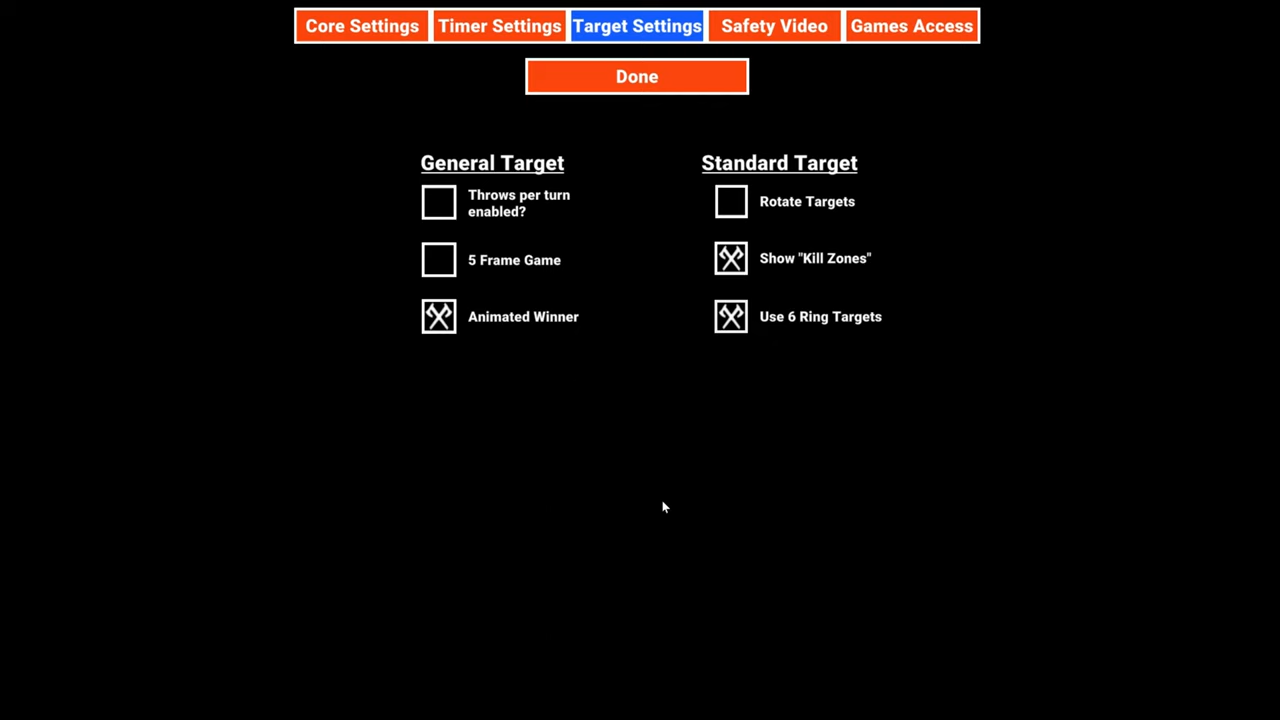 Core Settings
Timer Settings
Target Settings
Safety Video
Games Access
Done
General Target
Throws per turn
enabled?
5 Frame Game
Animated Winner
Standard Target
Rotate Targets
Show "Kill Zones"
Use 6 Ring Targets